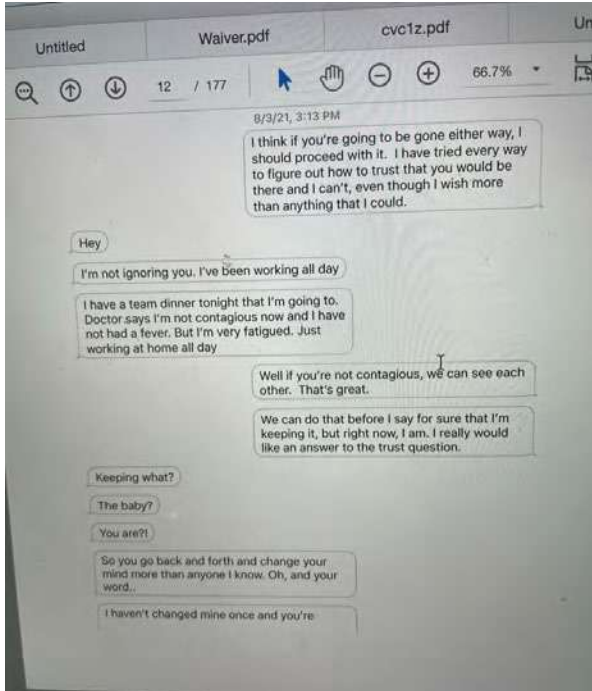 Untitled
Waiver.pdf
cvc1z.pdf
Un
12 / 177
66.7%
8/3/21, 3:13 PM
I think if you're going to be gone either way, I
should proceed with it. I have tried every way
to figure out how to trust that you would be
there and I can't, even though I wish more
than anything that I could.
Hey
I'm not ignoring you. I've been working all day
I have a team dinner tonight that I'm going to.
Doctor says I'm not contagious now and I have
not had a fever. But I'm very fatigued. Just
working at home all day
Well if you're not contagious, we can see each
other. That's great.
We can do that before I say for sure that I'm
keeping it, but right now, I am. I really would
like an answer to the trust question.
Keeping what?
The baby?
You are?!
So you go back and forth and change your
mind more than anyone I know. Oh, and your
word..
I haven't changed mine once and you're